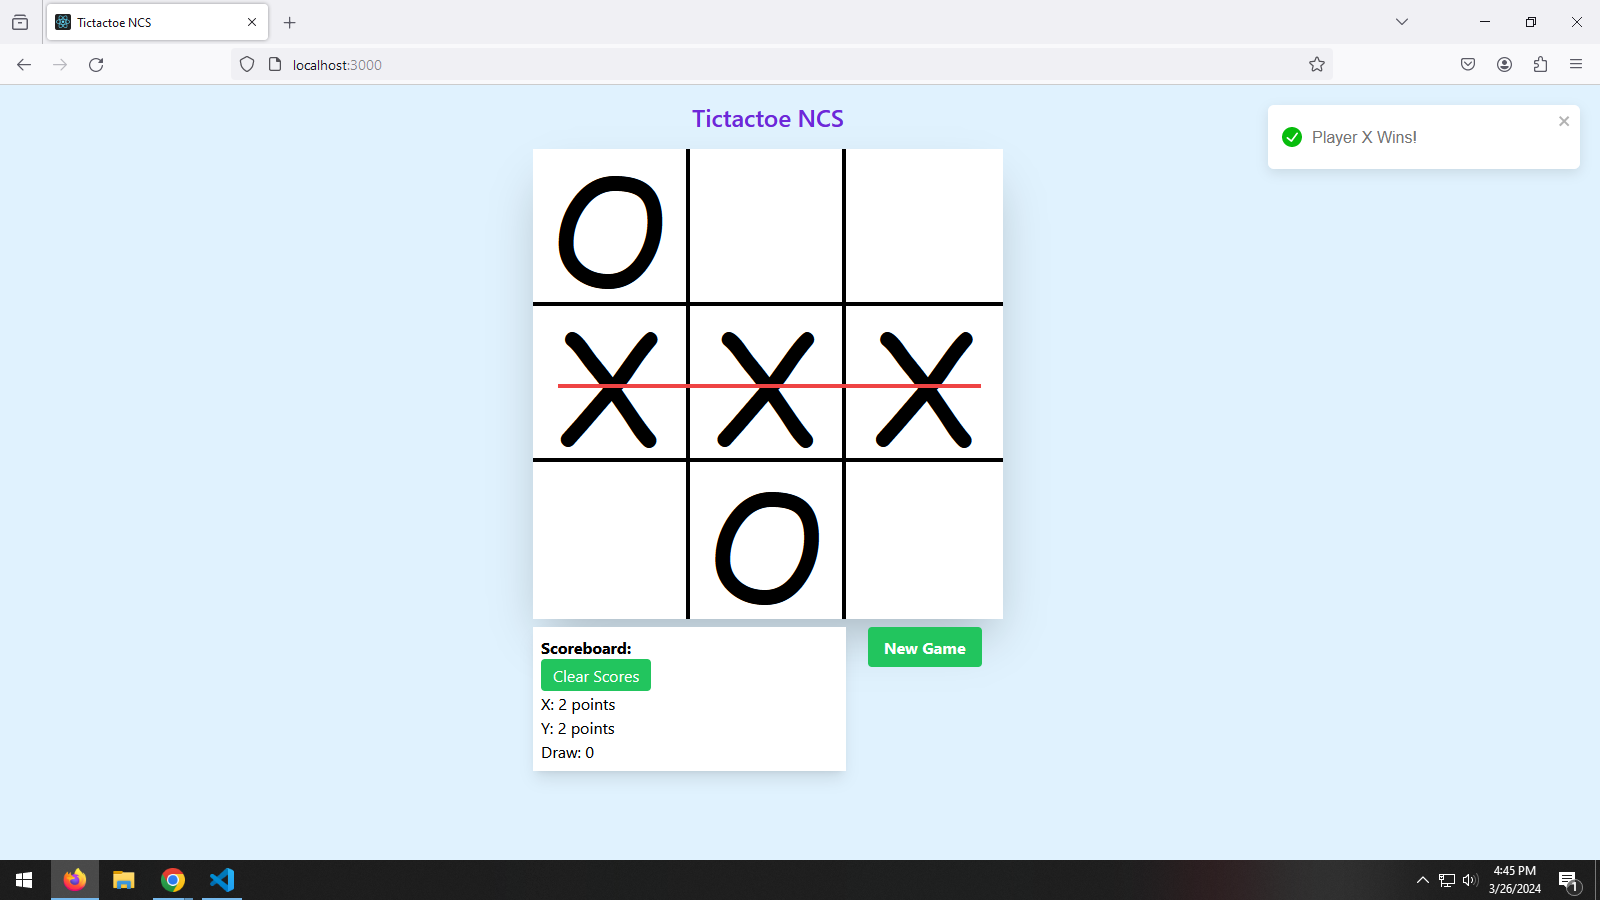 Tictactoe NCS
localhost:3000
Tictactoe NCS
Player X Wins!
O
X X X
O
Scoreboard:
New Game
Clear Scores
X: 2 points
Y: 2 points
Draw: 0
4:45 PM
3/26/2024
1